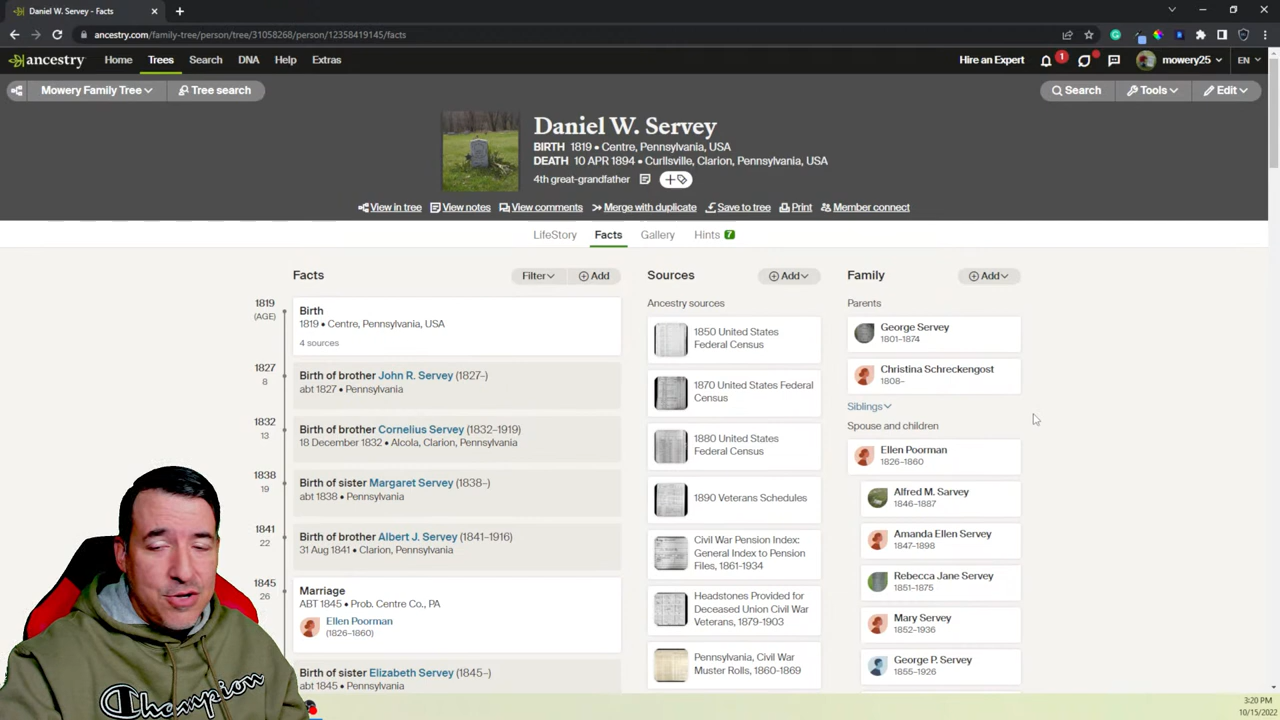 Daniel W. Servey - Facts
ancestry.com/family-tree/person/tree/31058268/person/12358419145/facts
ancestry Home Trees Search DNA Help Extras Hire an Expert 1 mowery25 EN
Mowery Family Tree Tree search Search Tools Edit
Daniel W. Servey
BIRTH 1819 • Centre, Pennsylvania, USA
DEATH 10 APR 1894 • Curllsville, Clarion, Pennsylvania, USA
4th great-grandfather
View in tree View notes View comments Merge with duplicate Save to tree Print Member connect
LifeStory Facts Gallery Hints 7
Facts Filter Add
1819
(AGE)
Birth
1819 • Centre, Pennsylvania, USA
4 sources
1827
8
Birth of brother John R. Servey (1827-)
abt 1827 • Pennsylvania
1832
13
Birth of brother Cornelius Servey (1832-1919)
18 December 1832 • Alcola, Clarion, Pennsylvania
1838
19
Birth of sister Margaret Servey (1838-)
abt 1838 • Pennsylvania
1841
22
Birth of brother Albert J. Servey (1841-1916)
31 Aug 1841 • Clarion, Pennsylvania
1845
26
Marriage
ABT 1845 • Prob. Centre Co., PA
Ellen Poorman
(1826-1860)
Birth of sister Elizabeth Servey (1845-)
abt 1845 • Pennsylvania
Sources Add
Ancestry sources
1850 United States
Federal Census
1870 United States Federal
Census
1880 United States
Federal Census
1890 Veterans Schedules
Civil War Pension Index:
General Index to Pension
Files, 1861-1934
Headstones Provided for
Deceased Union Civil War
Veterans, 1879-1903
Pennsylvania, Civil War
Muster Rolls, 1860-1869
Family Add
Parents
George Servey
1801-1874
Christina Schreckengost
1808-
Siblings
Spouse and children
Ellen Poorman
1826-1860
Alfred M. Sarvey
1846-1887
Amanda Ellen Servey
1847-1898
Rebecca Jane Servey
1851-1875
Mary Servey
1852-1936
George P. Servey
1855-1926
Champion
3:20 PM
10/15/2022